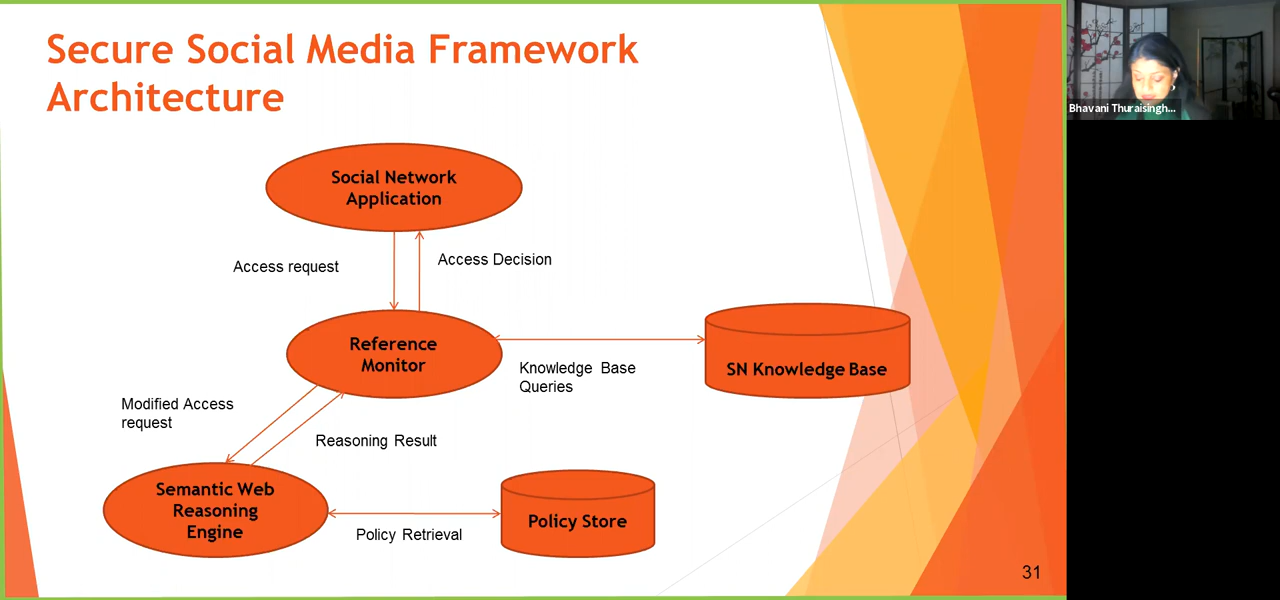 Secure Social Media Framework
Architecture
Bhavani Thuraisingh...
Social Network
Application
Access request
Access Decision
Reference
Monitor
Knowledge Base
Queries
SN Knowledge Base
Modified Access
request
Reasoning Result
Semantic Web
Reasoning
Engine
Policy Retrieval
Policy Store
31